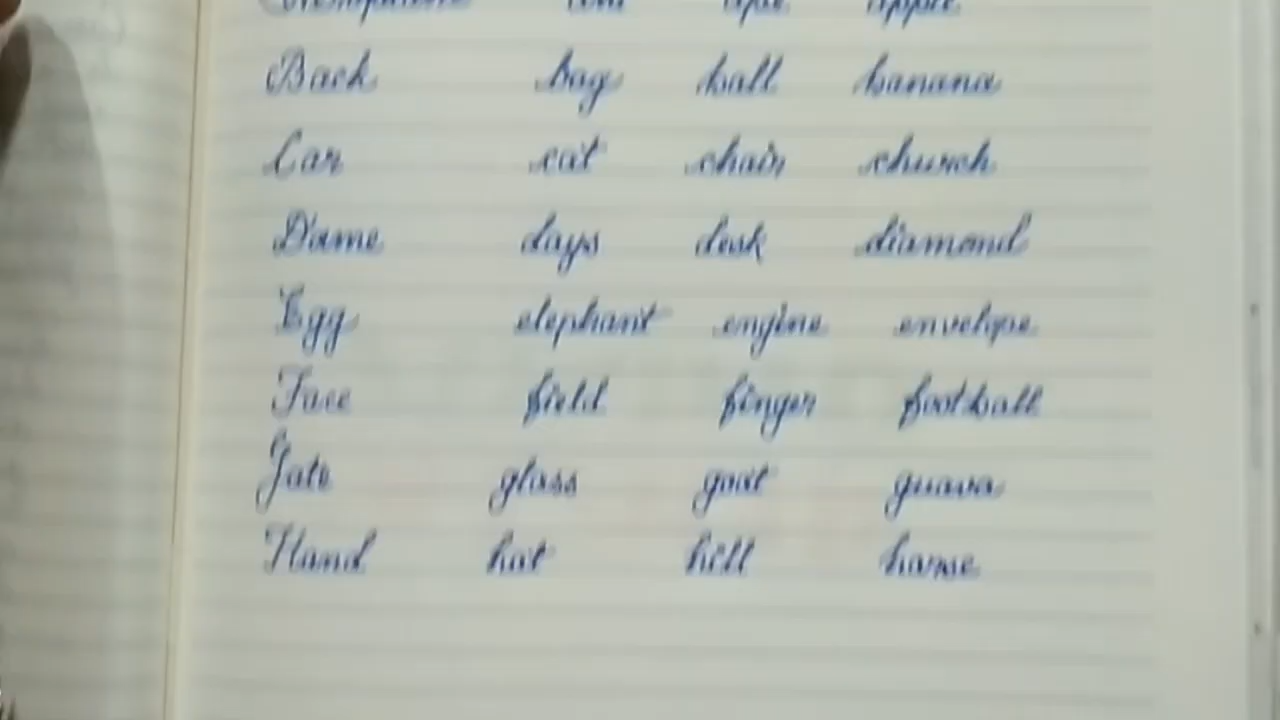 Back bag ball banana
Car cat chain church
Dame days desk diamond
Egg elephant engine envelope
Face field finger football
Gate glass goat guava
Hand hat hill horse